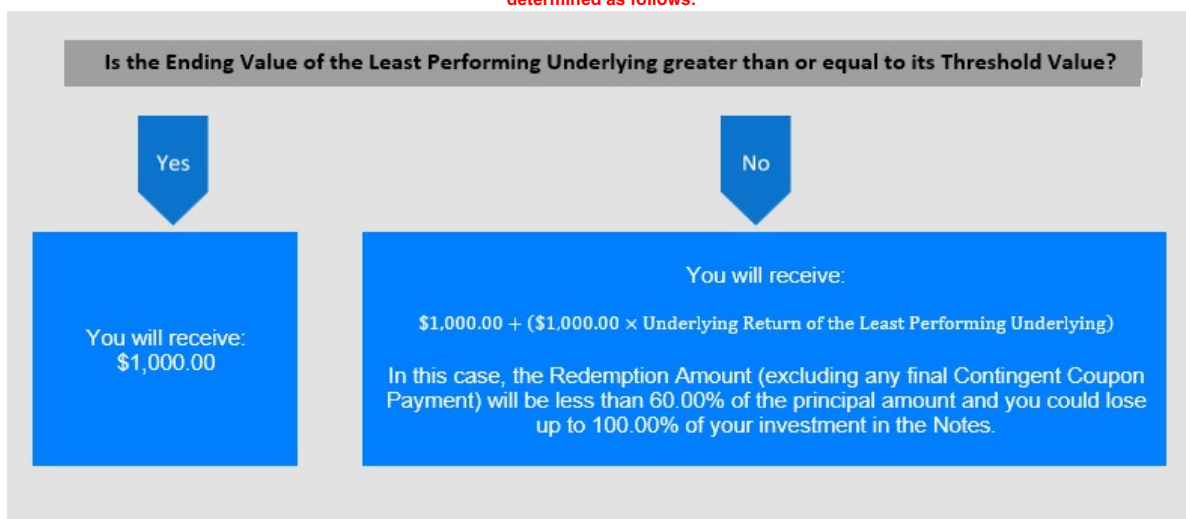 determined as follows:
Is the Ending Value of the Least Performing Underlying greater than or equal to its Threshold Value?
Yes
No
You will receive:
$1,000.00
You will receive:
$1,000.00 + ($1,000.00 × Underlying Return of the Least Performing Underlying)
In this case, the Redemption Amount (excluding any final Contingent Coupon
Payment) will be less than 60.00% of the principal amount and you could lose
up to 100.00% of your investment in the Notes.